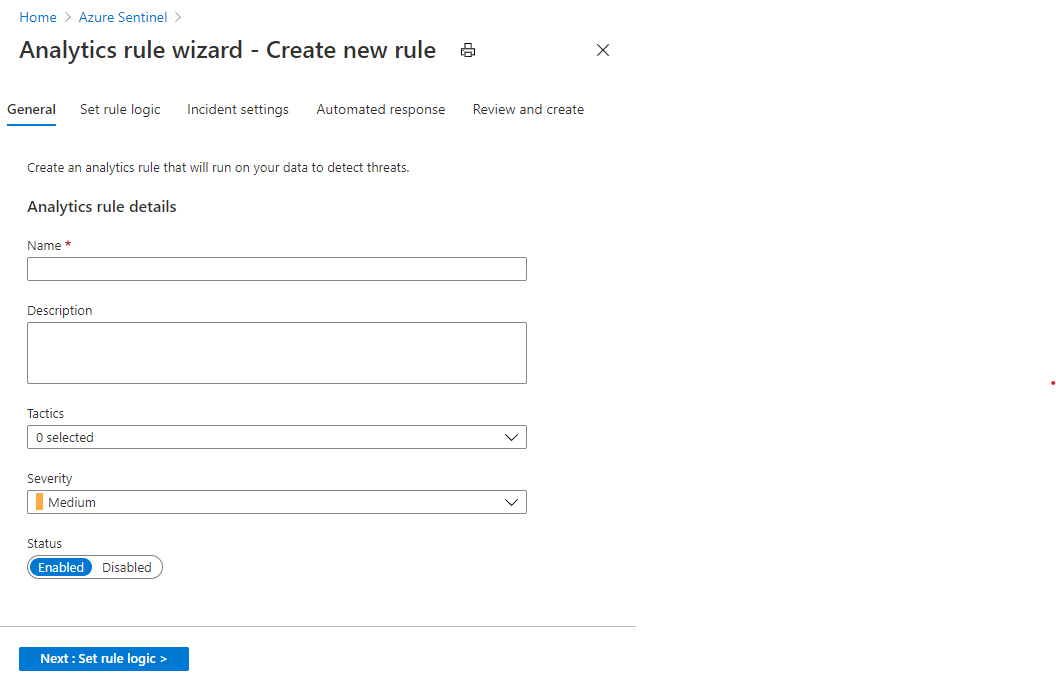 Home > Azure Sentinel >
Analytics rule wizard - Create new rule
General Set rule logic Incident settings Automated response Review and create
Create an analytics rule that will run on your data to detect threats.
Analytics rule details
Name *
Description
Tactics
0 selected
Severity
Medium
Status
Enabled Disabled
Next : Set rule logic >